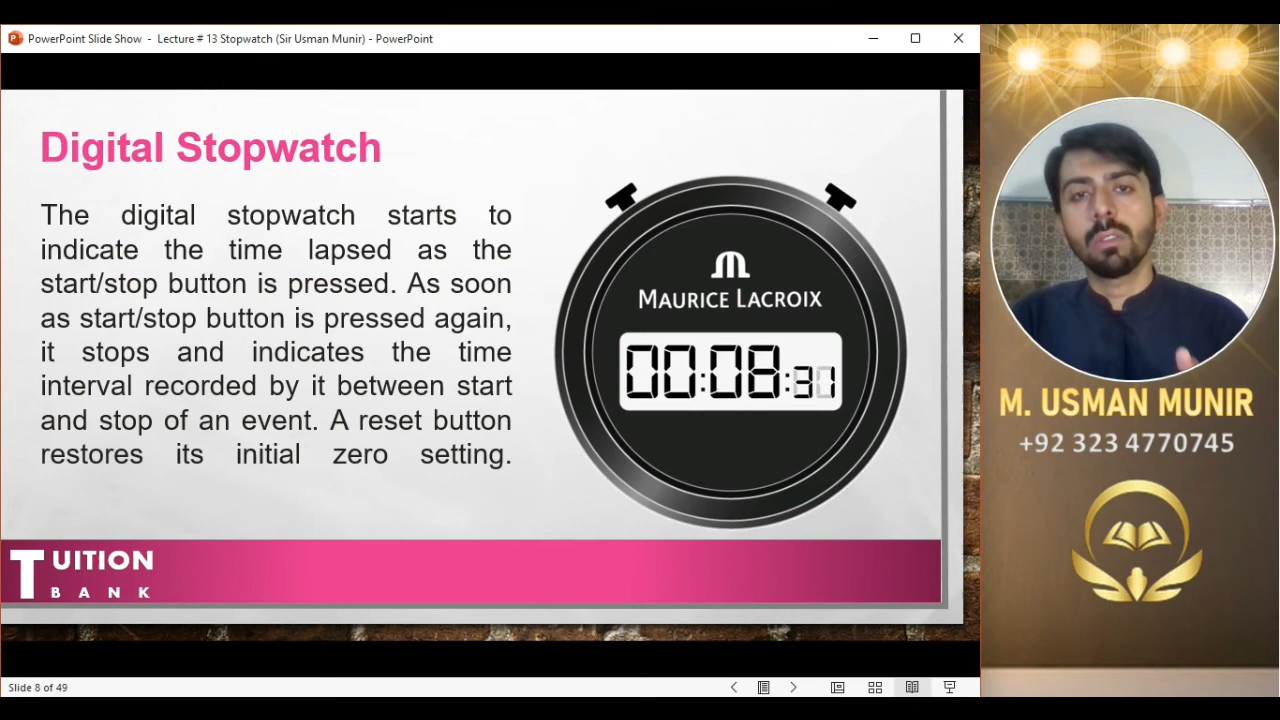 PowerPoint Slide Show - Lecture # 13 Stopwatch (Sir Usman Munir) - PowerPoint
Digital Stopwatch
The digital stopwatch starts to
indicate the time lapsed as the
start/stop button is pressed. As soon
as start/stop button is pressed again,
it stops and indicates the time
interval recorded by it between start
and stop of an event. A reset button
restores its initial zero setting.
MAURICE LACROIX
00:08:31
TUITION
BANK
M. USMAN MUNIR
+92 323 4770745
Slide 8 of 49